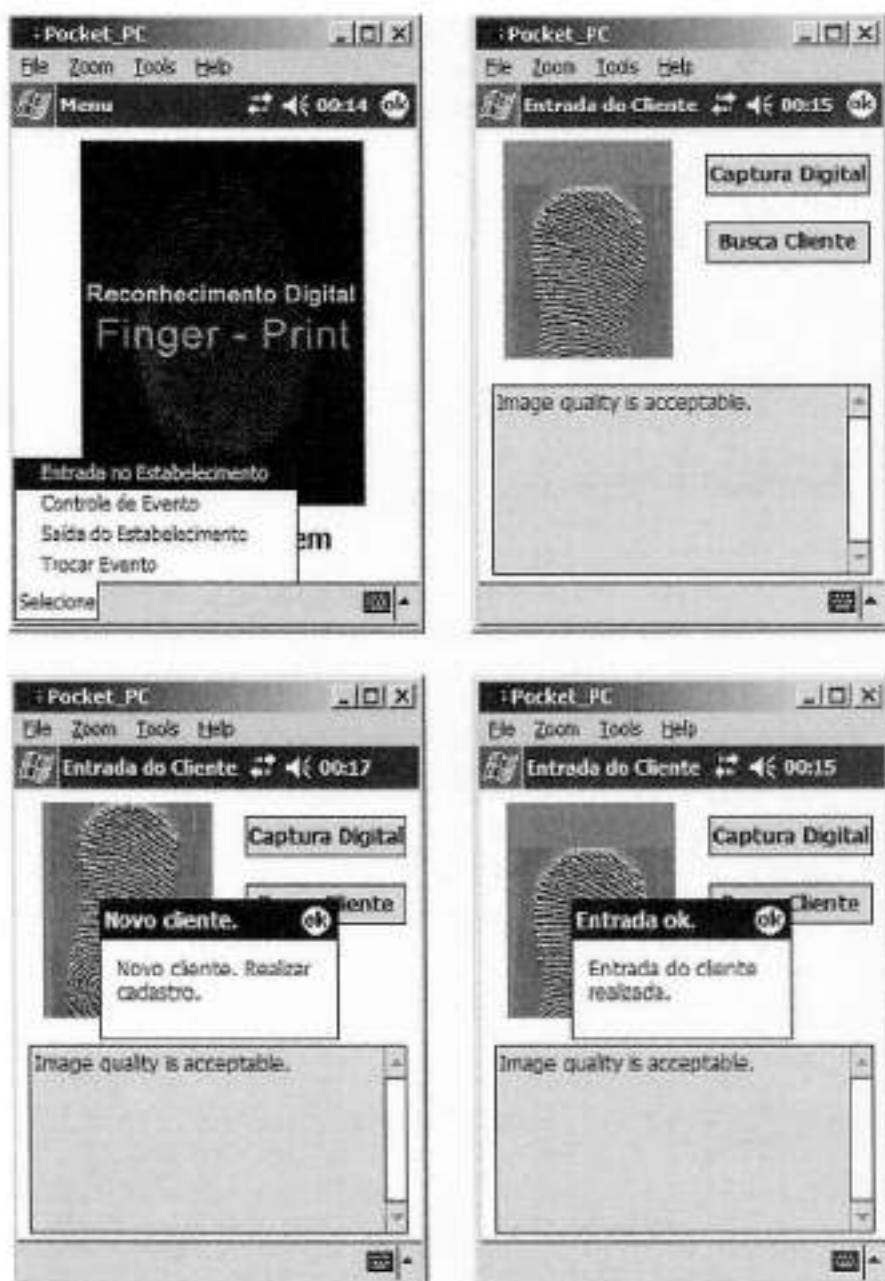 Pocket_PC
File Zoom Tools Help
Menu 00:14 ok
Reconhecimento Digital
Finger - Print
Entrada no Estabelecimento
Controle de Evento
Saída do Estabelecimento
Trocar Evento
em
Selecione
Pocket_PC
File Zoom Tools Help
Entrada do Cliente 00:15 ok
Captura Digital
Busca Cliente
Image quality is acceptable.
Pocket_PC
File Zoom Tools Help
Entrada do Cliente 00:17
Captura Digital
Cliente
Novo cliente. ok
Novo cliente. Realizar
cadastro.
Image quality is acceptable.
Pocket_PC
File Zoom Tools Help
Entrada do Cliente 00:15
Captura Digital
Cliente
Entrada ok. ok
Entrada do cliente
realizada.
Image quality is acceptable.